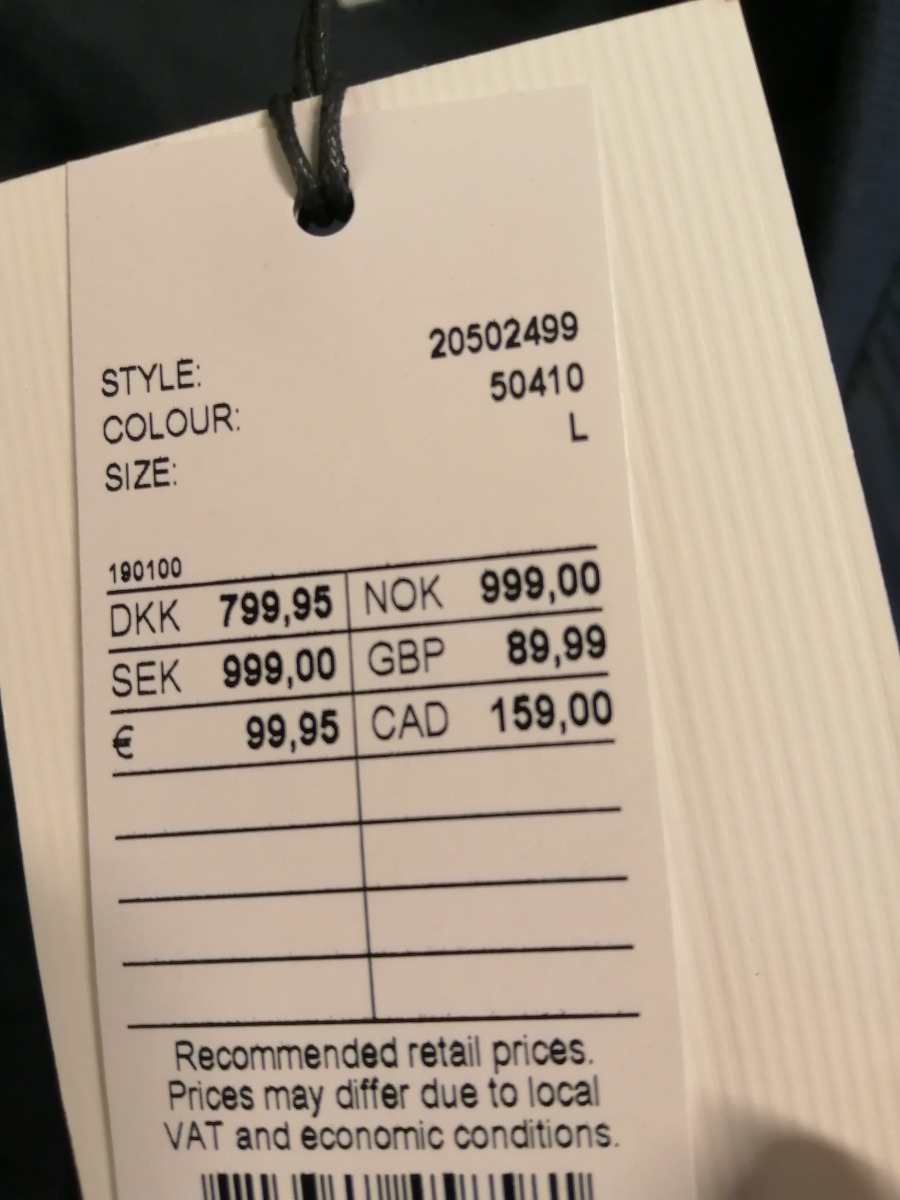 STYLE: 20502499
COLOUR: 50410
SIZE: L
190100
DKK 799,95 NOK 999,00
SEK 999,00 GBP 89,99
€ 99,95 CAD 159,00
Recommended retail prices.
Prices may differ due to local
VAT and economic conditions.